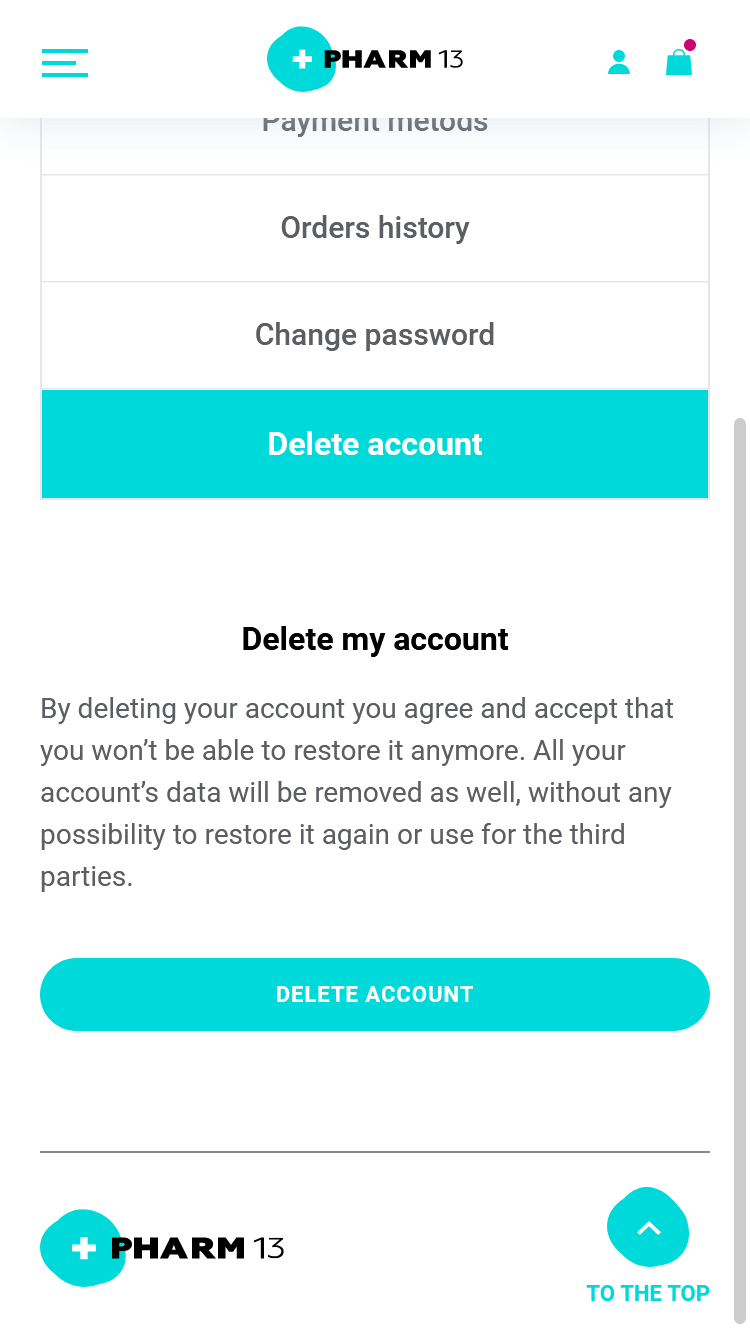 PHARM 13
Payment metods
Orders history
Change password
Delete account
Delete my account
By deleting your account you agree and accept that
you won’t be able to restore it anymore. All your
account’s data will be removed as well, without any
possibility to restore it again or use for the third
parties.
DELETE ACCOUNT
PHARM 13
TO THE TOP